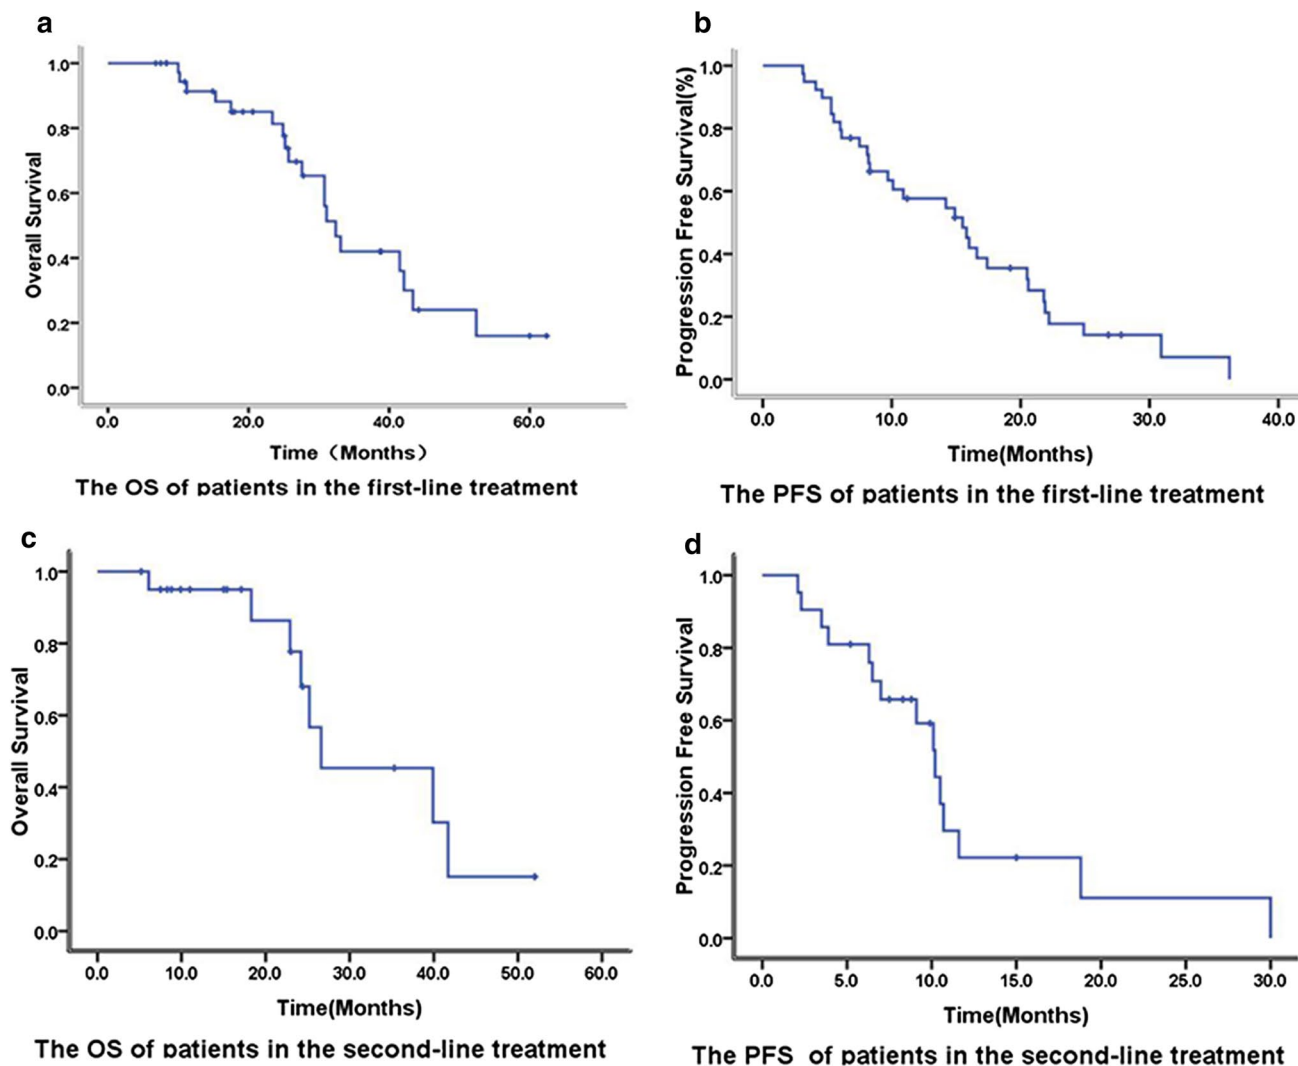 a
1.0
0.8
0.6
0.4
0.2
0.0
Overall Survival
0.0 20.0 40.0 60.0
Time（Months）
The OS of patients in the first-line treatment
b
1.0
0.8
0.6
0.4
0.2
0.0
Progression Free Survival(%)
0.0 10.0 20.0 30.0 40.0
Time(Months)
The PFS of patients in the first-line treatment
c
1.0
0.8
0.6
0.4
0.2
0.0
Overall Survival
0.0 10.0 20.0 30.0 40.0 50.0 60.0
Time(Months)
The OS of patients in the second-line treatment
d
1.0
0.8
0.6
0.4
0.2
0.0
Progression Free Survival
0.0 5.0 10.0 15.0 20.0 25.0 30.0
Time(Months)
The PFS of patients in the second-line treatment